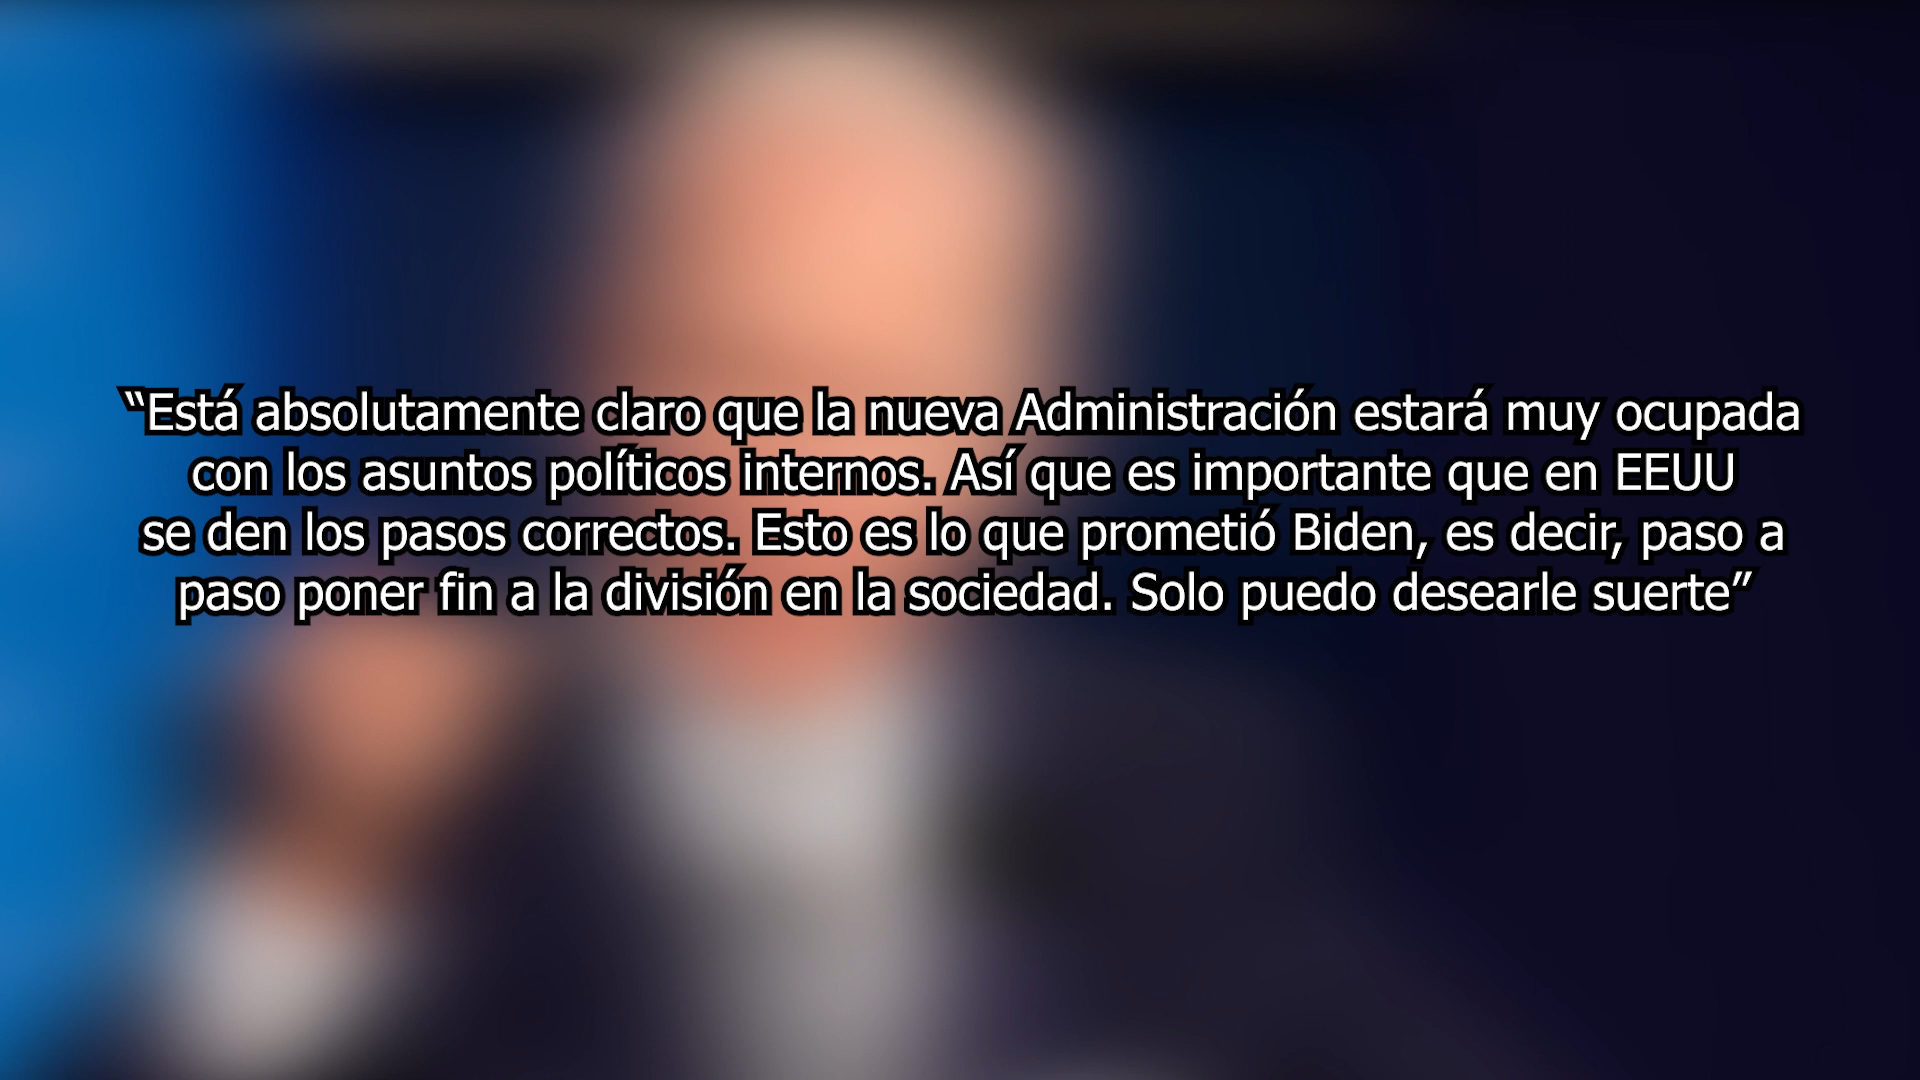 “Está absolutamente claro que la nueva Administración estará muy ocupada
con los asuntos políticos internos. Así que es importante que en EEUU
se den los pasos correctos. Esto es lo que prometió Biden, es decir, paso a
paso poner fin a la división en la sociedad. Solo puedo desearle suerte”